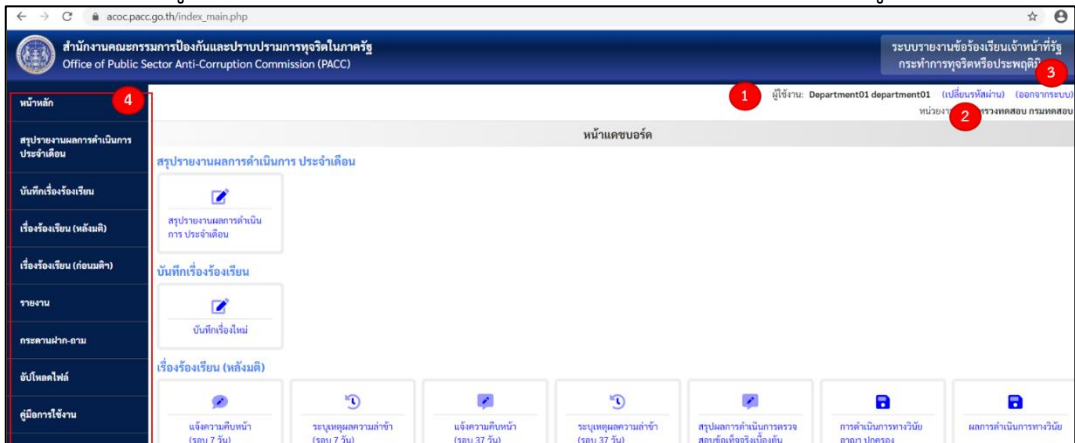 acoc.pacc.go.th/index_main.php
สำนักงานคณะกรรมการป้องกันและปราบปรามการทุจริตในภาครัฐ
Office of Public Sector Anti-Corruption Commission (PACC)
ระบบรายงานข้อร้องเรียนเจ้าหน้าที่รัฐ
กระทำการทุจริตหรือประพฤติมิ
3
1
ผู้ใช้งาน: Department01 department01 (เปลี่ยนรหัสผ่าน) (ออกจากระบบ)
2
ทรวงทดสอบ กรมทดสอบ
4
หน้าหลัก
สรุปรายงานผลการดำเนินการ
ประจำเดือน
บันทึกเรื่องร้องเรียน
เรื่องร้องเรียน (หลังมติ)
เรื่องร้องเรียน (ก่อนมติฯ)
รายงาน
กระดานฝาก-ถาม
อัปโหลดไฟล์
คู่มือการใช้งาน
หน้าแดชบอร์ด
สรุปรายงานผลการดำเนินการ ประจำเดือน
สรุปรายงานผลการดำเนิน
การ ประจำเดือน
บันทึกเรื่องร้องเรียน
บันทึกเรื่องใหม่
เรื่องร้องเรียน (หลังมติ)
แจ้งความคืบหน้า
(รอบ 7 วัน)
ระบุเหตุผลความล่าช้า
(รอบ 7 วัน)
แจ้งความคืบหน้า
(รอบ 37 วัน)
ระบุเหตุผลความล่าช้า
(รอบ 37 วัน)
สรุปผลการดำเนินการตรวจ
สอบข้อเท็จจริงเบื้องต้น
การดำเนินการทางวินัย
อาญา ปกครอง
ผลการดำเนินการทางวินัย